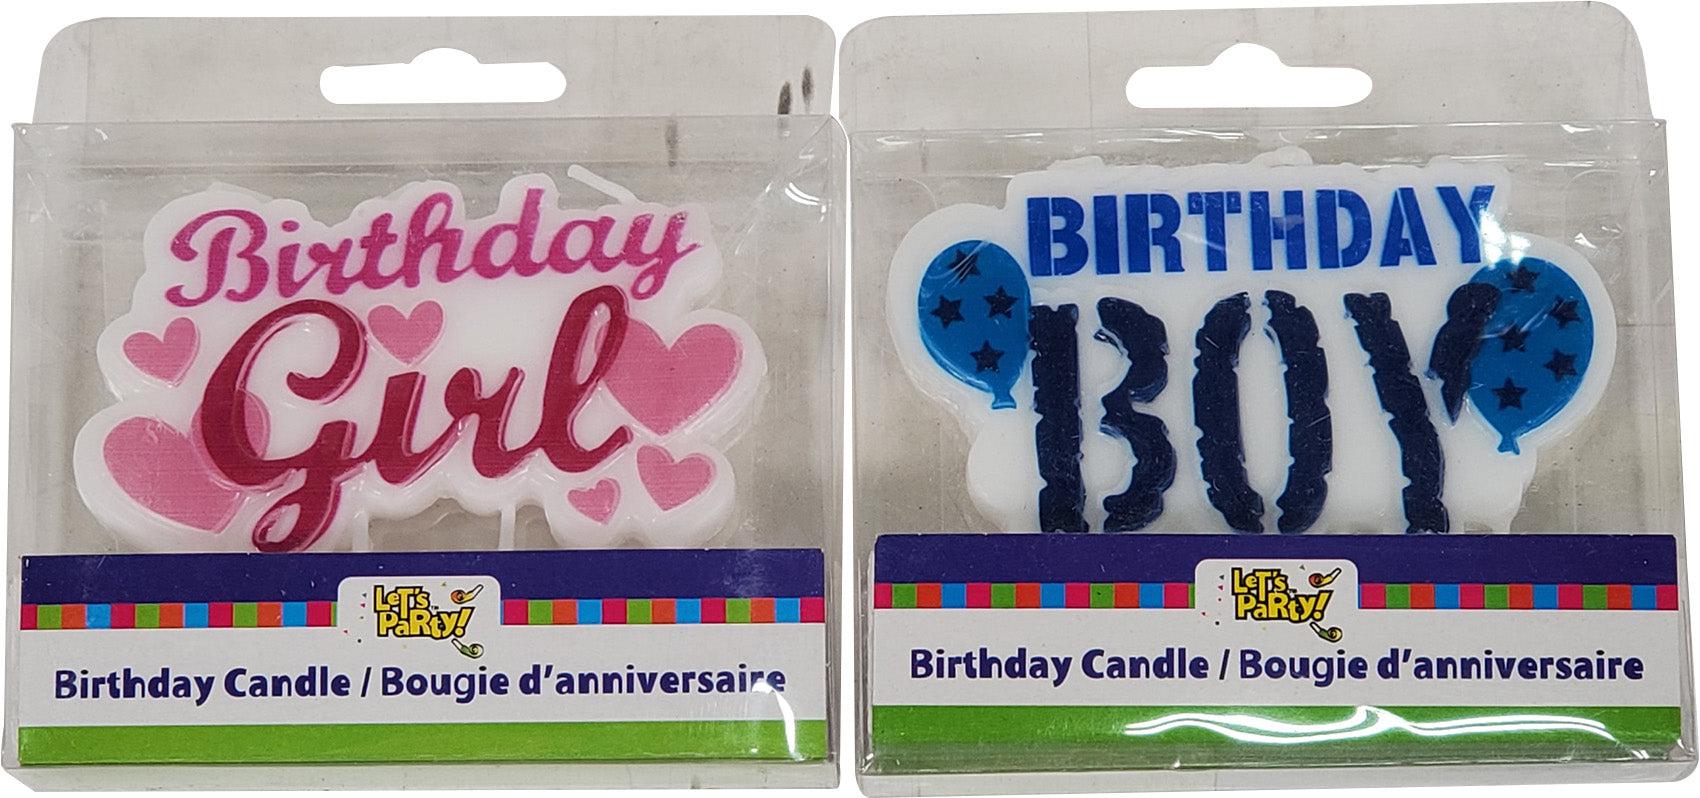 Birthday
Girl
LeT's
PaRty!
Birthday Candle / Bougie d'anniversaire
BIRTHDAY
BOY
LeT's
PaRty!
Birthday Candle / Bougie d'anniversaire